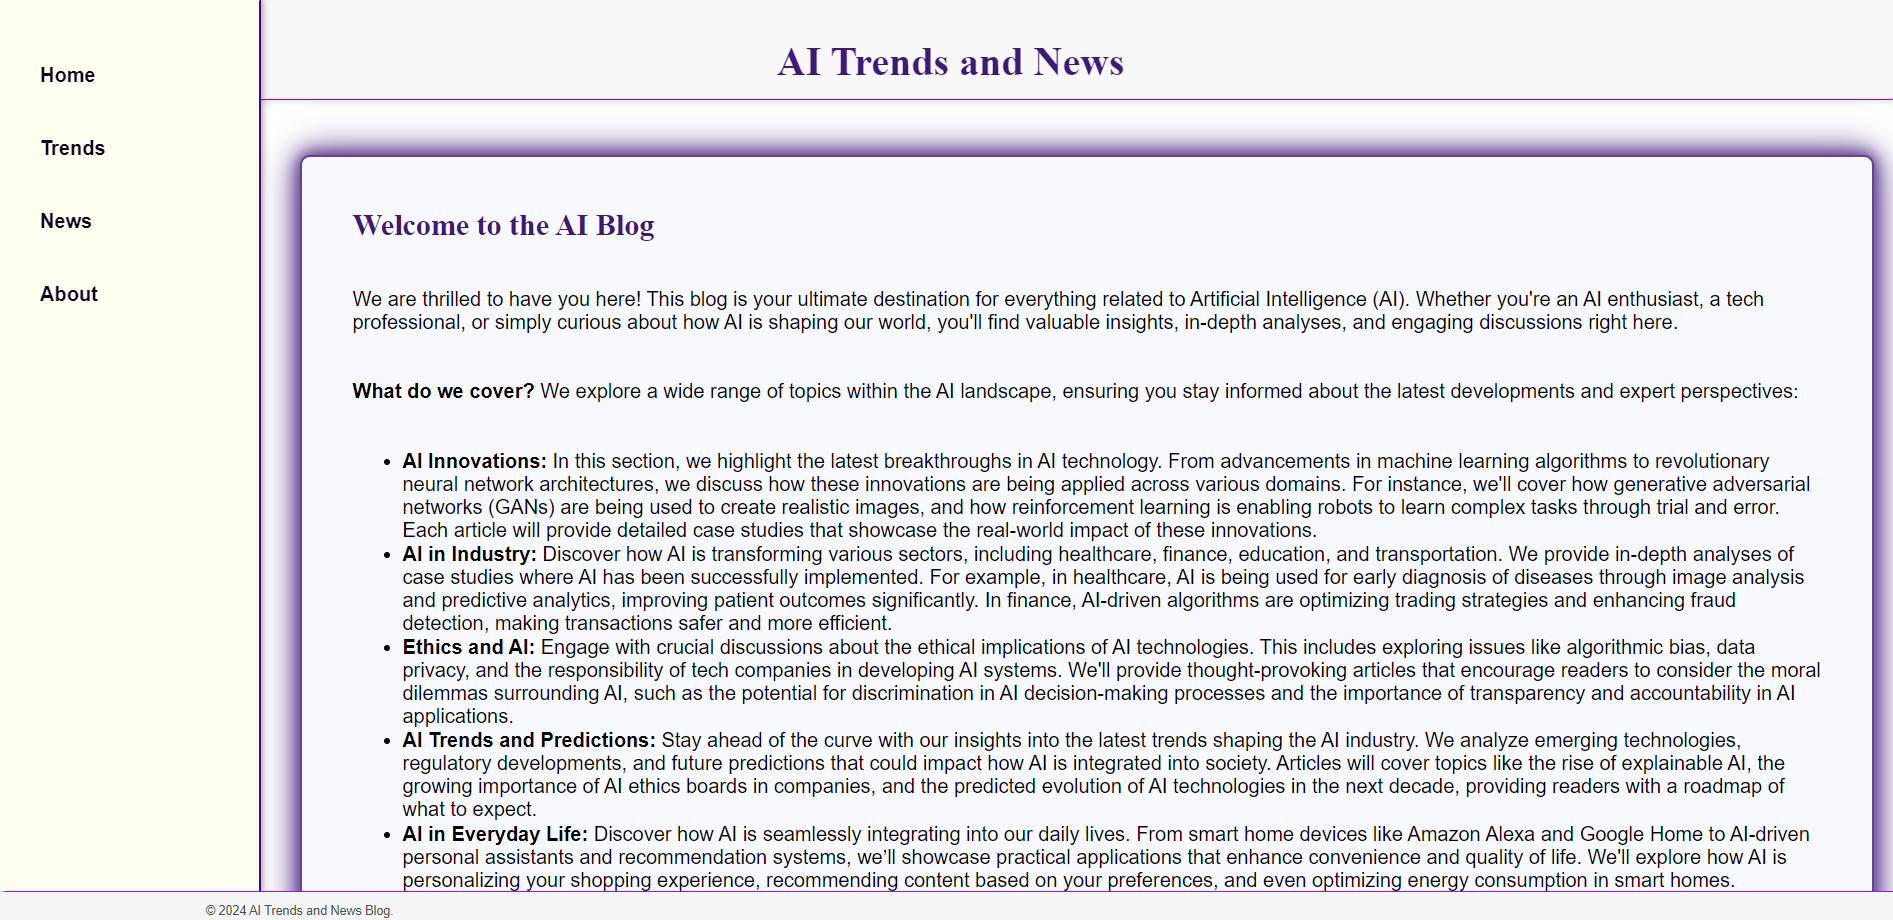 Home
Trends
News
About
AI Trends and News
Welcome to the AI Blog
We are thrilled to have you here! This blog is your ultimate destination for everything related to Artificial Intelligence (AI). Whether you're an AI enthusiast, a tech
professional, or simply curious about how AI is shaping our world, you'll find valuable insights, in-depth analyses, and engaging discussions right here.
What do we cover? We explore a wide range of topics within the AI landscape, ensuring you stay informed about the latest developments and expert perspectives:
• AI Innovations: In this section, we highlight the latest breakthroughs in AI technology. From advancements in machine learning algorithms to revolutionary
neural network architectures, we discuss how these innovations are being applied across various domains. For instance, we'll cover how generative adversarial
networks (GANs) are being used to create realistic images, and how reinforcement learning is enabling robots to learn complex tasks through trial and error.
Each article will provide detailed case studies that showcase the real-world impact of these innovations.
• AI in Industry: Discover how AI is transforming various sectors, including healthcare, finance, education, and transportation. We provide in-depth analyses of
case studies where AI has been successfully implemented. For example, in healthcare, AI is being used for early diagnosis of diseases through image analysis
and predictive analytics, improving patient outcomes significantly. In finance, AI-driven algorithms are optimizing trading strategies and enhancing fraud
detection, making transactions safer and more efficient.
• Ethics and AI: Engage with crucial discussions about the ethical implications of AI technologies. This includes exploring issues like algorithmic bias, data
privacy, and the responsibility of tech companies in developing AI systems. We'll provide thought-provoking articles that encourage readers to consider the moral
dilemmas surrounding AI, such as the potential for discrimination in AI decision-making processes and the importance of transparency and accountability in AI
applications.
• AI Trends and Predictions: Stay ahead of the curve with our insights into the latest trends shaping the AI industry. We analyze emerging technologies,
regulatory developments, and future predictions that could impact how AI is integrated into society. Articles will cover topics like the rise of explainable AI, the
growing importance of AI ethics boards in companies, and the predicted evolution of AI technologies in the next decade, providing readers with a roadmap of
what to expect.
• AI in Everyday Life: Discover how AI is seamlessly integrating into our daily lives. From smart home devices like Amazon Alexa and Google Home to AI-driven
personal assistants and recommendation systems, we’ll showcase practical applications that enhance convenience and quality of life. We'll explore how AI is
personalizing your shopping experience, recommending content based on your preferences, and even optimizing energy consumption in smart homes.
© 2024 AI Trends and News Blog.